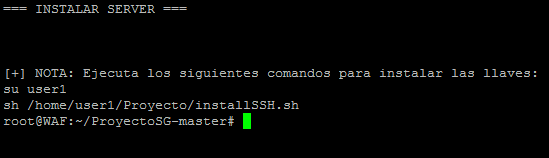 === INSTALAR SERVER ===
[+] NOTA: Ejecuta los siguientes comandos para instalar las llaves:
su user1
sh /home/user1/Proyecto/installSSH.sh
root@WAF:~/ProyectoSG-master#